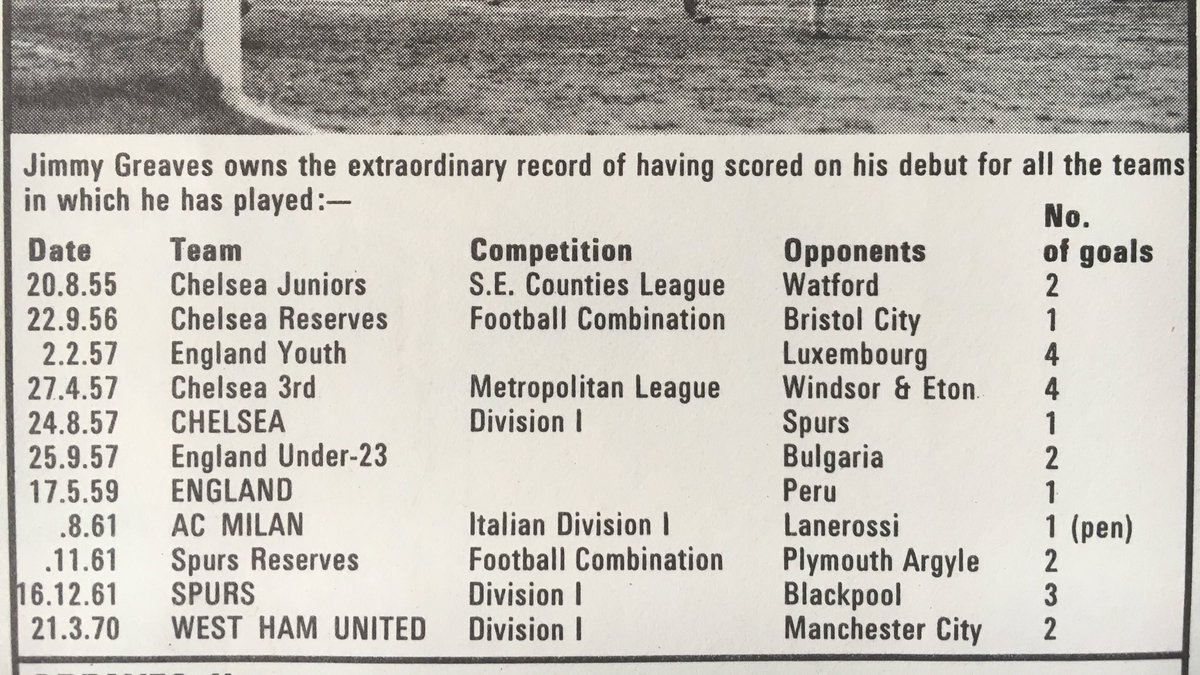 Jimmy Greaves owns the extraordinary record of having scored on his debut for all the teams
in which he has played:—
No.
Date Team Competition Opponents of goals
20.8.55 Chelsea Juniors S.E. Counties League Watford 2
22.9.56 Chelsea Reserves Football Combination Bristol City 1
2.2.57 England Youth Luxembourg 4
27.4.57 Chelsea 3rd Metropolitan League Windsor & Eton 4
24.8.57 CHELSEA Division I Spurs 1
25.9.57 England Under-23 Bulgaria 2
17.5.59 ENGLAND Peru 1
.8.61 AC MILAN Italian Division I Lanerossi 1 (pen)
.11.61 Spurs Reserves Football Combination Plymouth Argyle 2
16.12.61 SPURS Division I Blackpool 3
21.3.70 WEST HAM UNITED Division I Manchester City 2